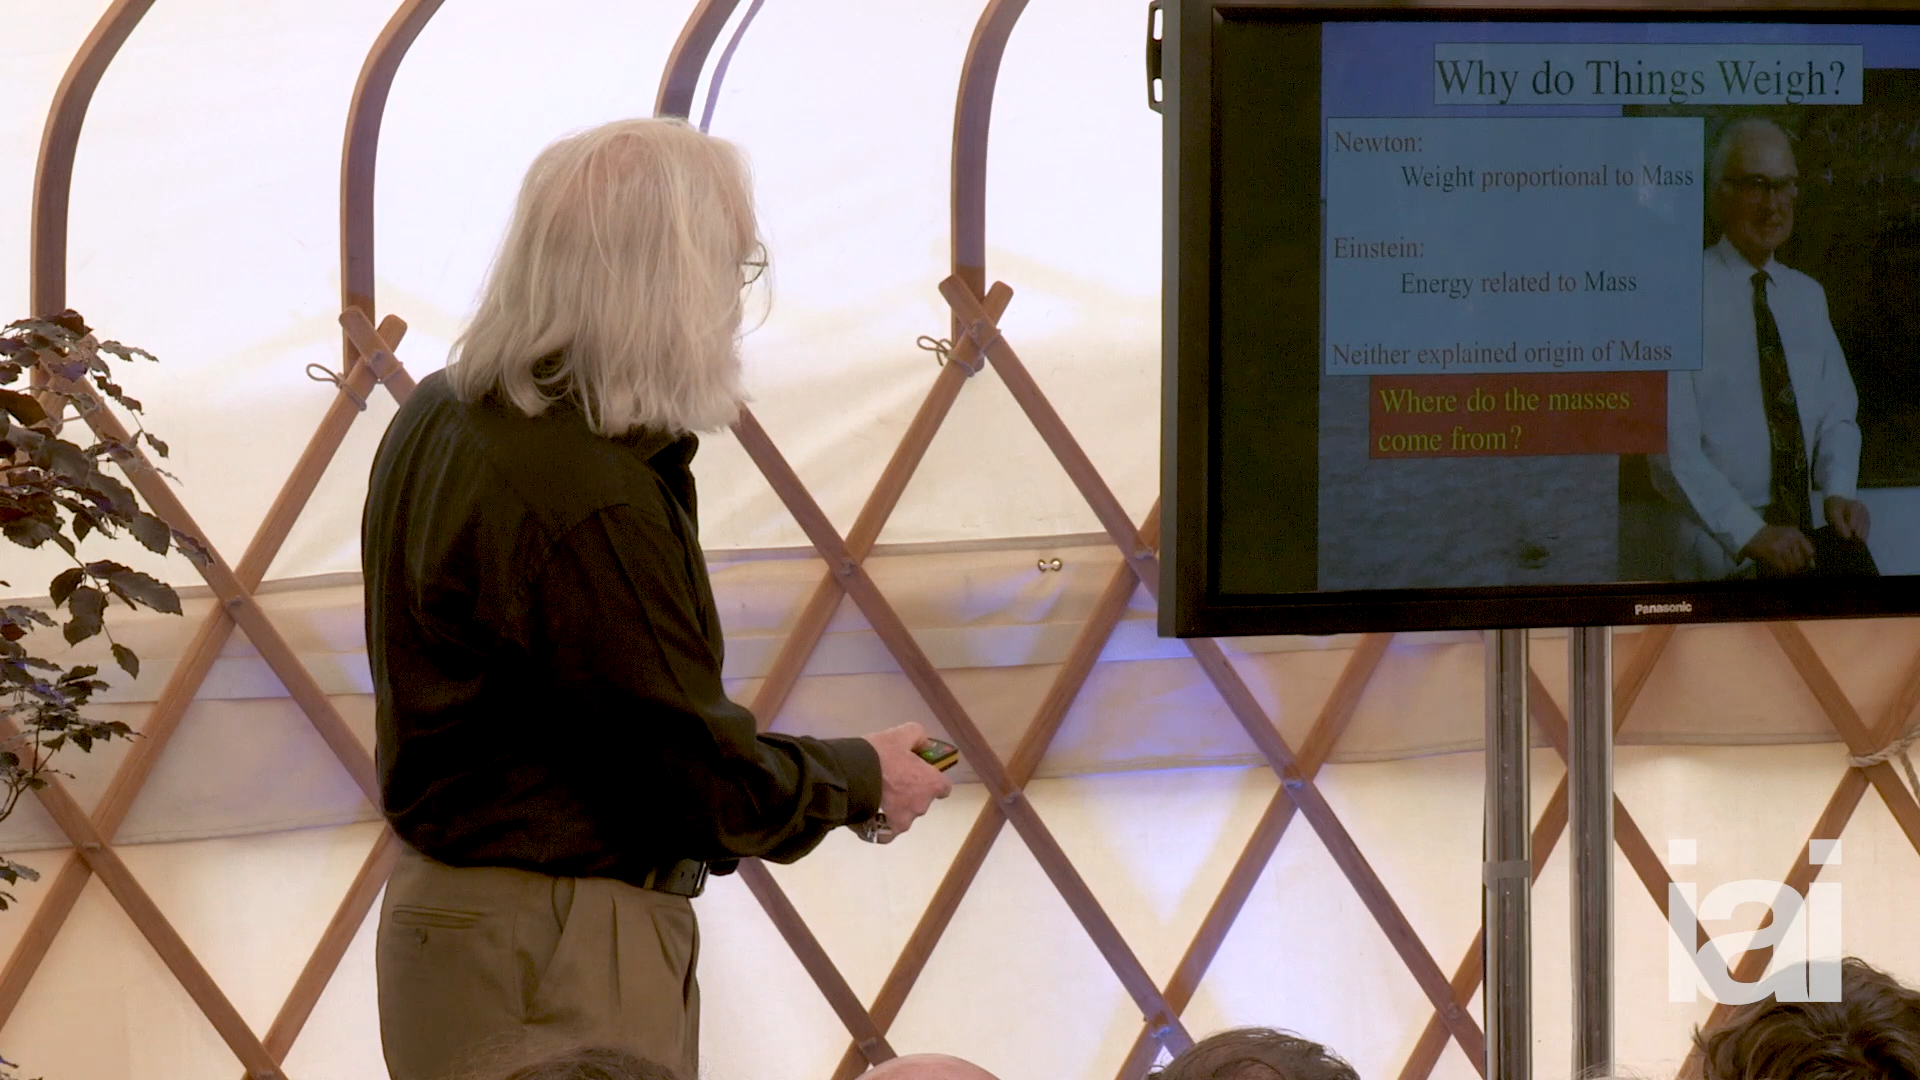 Why do Things Weigh?
Newton:
Weight proportional to Mass
Einstein:
Energy related to Mass
Neither explained origin of Mass
Where do the masses
come from?
Panasonic
iai